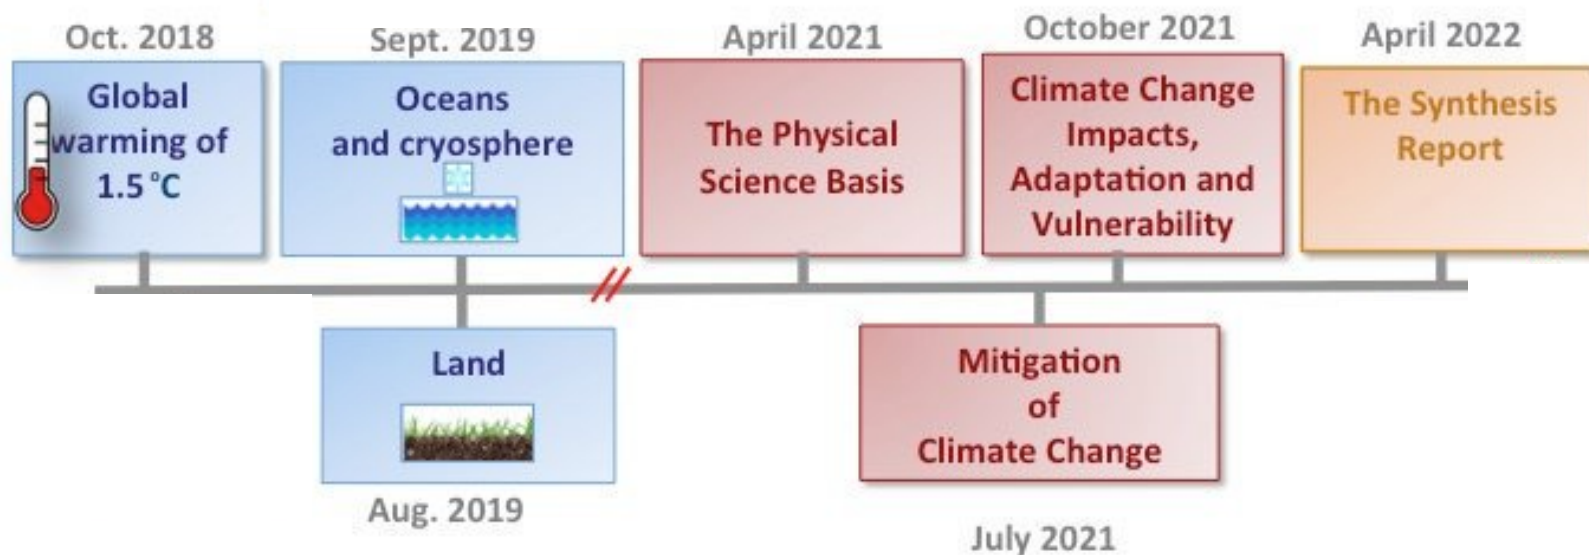 Oct. 2018
Global
warming of
1.5 °C
Sept. 2019
Oceans
and cryosphere
April 2021
The Physical
Science Basis
October 2021
Climate Change
Impacts,
Adaptation and
Vulnerability
April 2022
The Synthesis
Report
Land
Aug. 2019
Mitigation
of
Climate Change
July 2021